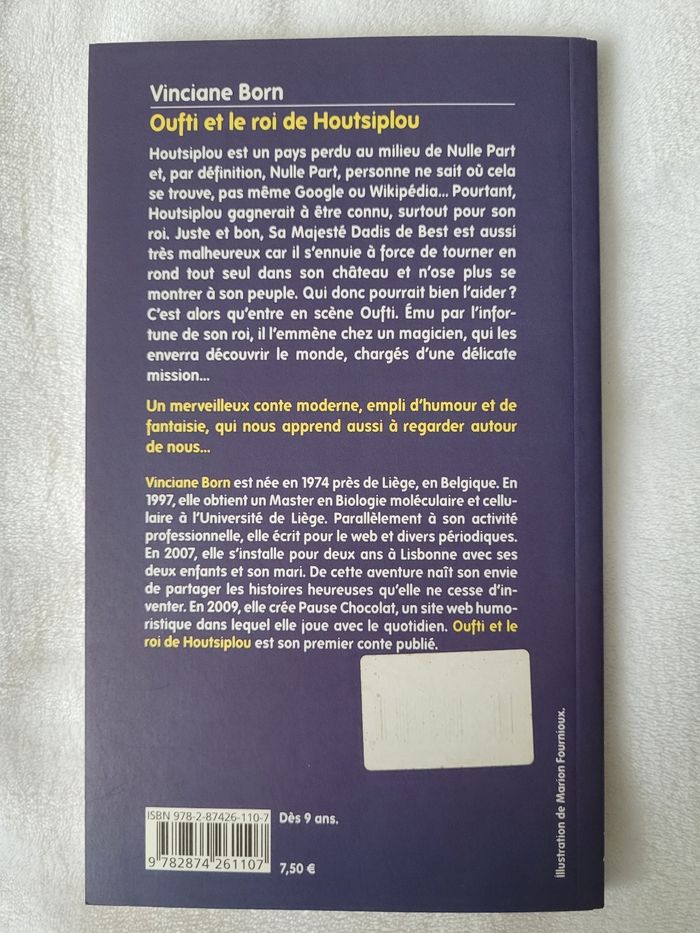 Vinciane Born
Oufti et le roi de Houtsiplou
Houtsiplou est un pays perdu au milieu de Nulle Part
et, par définition, Nulle Part, personne ne sait où cela
se trouve, pas même Google ou Wikipédia... Pourtant,
Houtsiplou gagnerait à être connu, surtout pour son
roi. Juste et bon, Sa Majesté Dadis de Best est aussi
très malheureux car il s'ennuie à force de tourner en
rond tout seul dans son château et n'ose plus se
montrer à son peuple. Qui donc pourrait bien l'aider ?
C'est alors qu'entre en scène Oufti. Ému par l'infor-
tune de son roi, il l'emmène chez un magicien, qui les
enverra découvrir le monde, chargés d'une délicate
mission...
Un merveilleux conte moderne, empli d'humour et de
fantaisie, qui nous apprend aussi à regarder autour
de nous...
Vinciane Born est née en 1974 près de Liège, en Belgique. En
1997, elle obtient un Master en Biologie moléculaire et cellu-
laire à l'Université de Liège. Parallèlement à son activité
professionnelle, elle écrit pour le web et divers périodiques.
En 2007, elle s'installe pour deux ans à Lisbonne avec ses
deux enfants et son mari. De cette aventure naît son envie
de partager les histoires heureuses qu'elle ne cesse d'in-
venter. En 2009, elle crée Pause Chocolat, un site web humo-
ristique dans lequel elle joue avec le quotidien. Oufti et le
roi de Houtsiplou est son premier conte publié.
Illustration de Marion Fournioux.
ISBN 978-2-87426-110-7
9 782874 261107
Dès 9 ans.
7,50 €